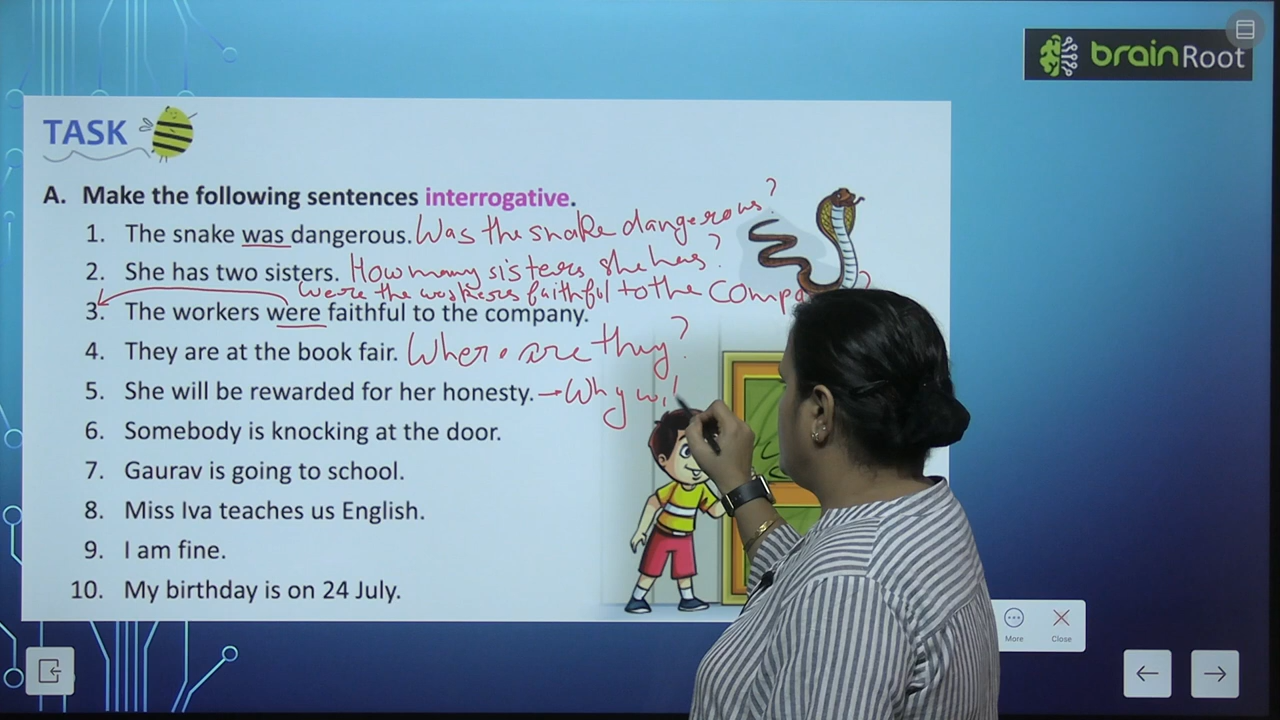 brainRoot
TASK
A. Make the following sentences interrogative.
1. The snake was dangerous. Was the snake dangerous?
2. She has two sisters. How many sisters she has?
were the workers faithful to the compa ?
3. The workers were faithful to the company.
4. They are at the book fair. Where are they?
5. She will be rewarded for her honesty. → Why wil
6. Somebody is knocking at the door.
7. Gaurav is going to school.
8. Miss Iva teaches us English.
9. I am fine.
10. My birthday is on 24 July.
More Close